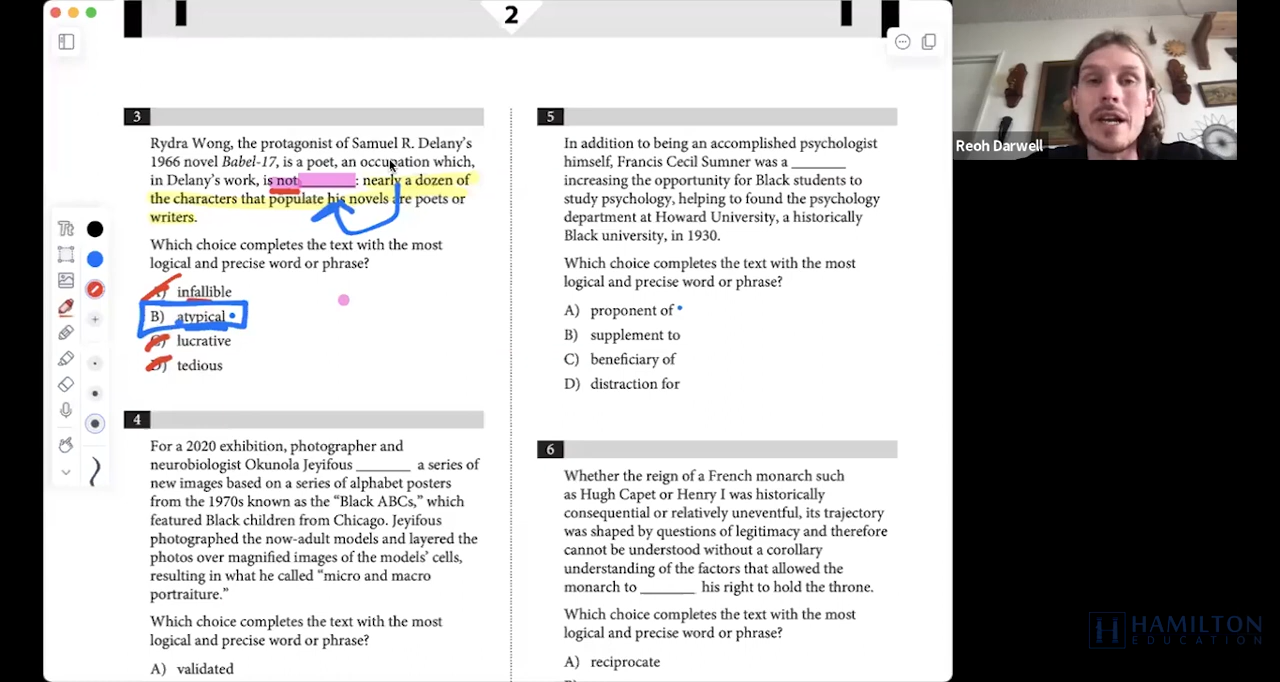 2
3
Rydra Wong, the protagonist of Samuel R. Delany's
1966 novel Babel-17, is a poet, an occupation which,
in Delany's work, is not ______: nearly a dozen of
the characters that populate his novels are poets or
writers.
Which choice completes the text with the most
logical and precise word or phrase?
A) infallible
B) atypical
C) lucrative
D) tedious
4
For a 2020 exhibition, photographer and
neurobiologist Okunola Jeyifous ______ a series of
new images based on a series of alphabet posters
from the 1970s known as the “Black ABCs,” which
featured Black children from Chicago. Jeyifous
photographed the now-adult models and layered the
photos over magnified images of the models’ cells,
resulting in what he called “micro and macro
portraiture.”
Which choice completes the text with the most
logical and precise word or phrase?
A) validated
5
In addition to being an accomplished psychologist
himself, Francis Cecil Sumner was a ______
increasing the opportunity for Black students to
study psychology, helping to found the psychology
department at Howard University, a historically
Black university, in 1930.
Which choice completes the text with the most
logical and precise word or phrase?
A) proponent of
B) supplement to
C) beneficiary of
D) distraction for
6
Whether the reign of a French monarch such
as Hugh Capet or Henry I was historically
consequential or relatively uneventful, its trajectory
was shaped by questions of legitimacy and therefore
cannot be understood without a corollary
understanding of the factors that allowed the
monarch to ______ his right to hold the throne.
Which choice completes the text with the most
logical and precise word or phrase?
A) reciprocate
Tt
Reoh Darwell
HAMILTON
EDUCATION